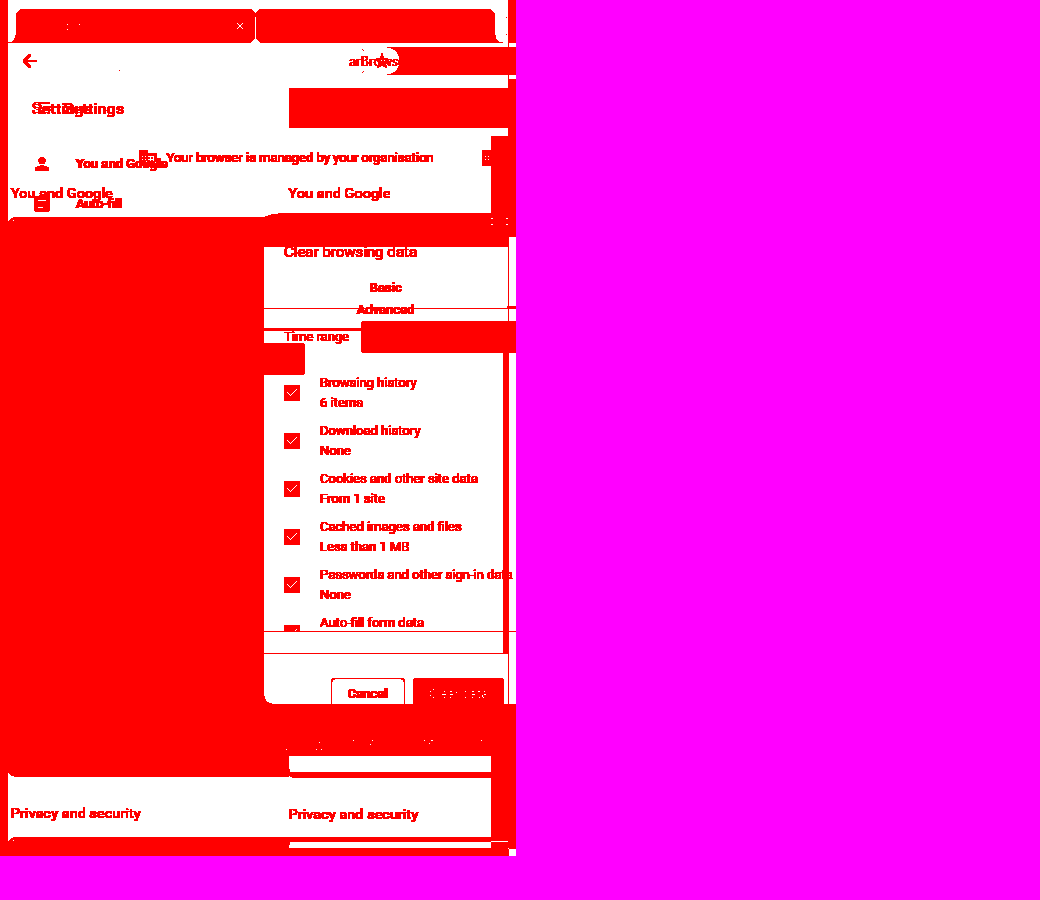 Settings
Your browser is managed by your organisation
You and Google
You and Google
You and Google
Auto-fill
Clear browsing data
Basic
Advanced
Time range
Browsing history
6 items
Download history
None
Cookies and other site data
From 1 site
Cached images and files
Less than 1 MB
Passwords and other sign-in data
None
Auto-fill form data
Cancel
Clear data
Privacy and security
Privacy and security